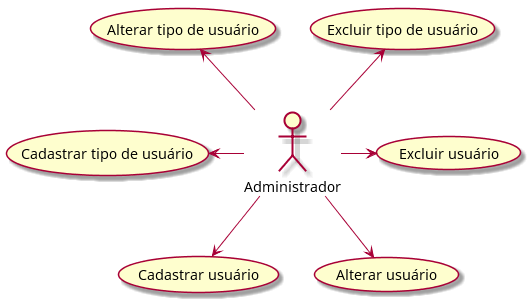 Alterar tipo de usuário
Excluir tipo de usuário
Cadastrar tipo de usuário
Excluir usuário
Administrador
Cadastrar usuário
Alterar usuário